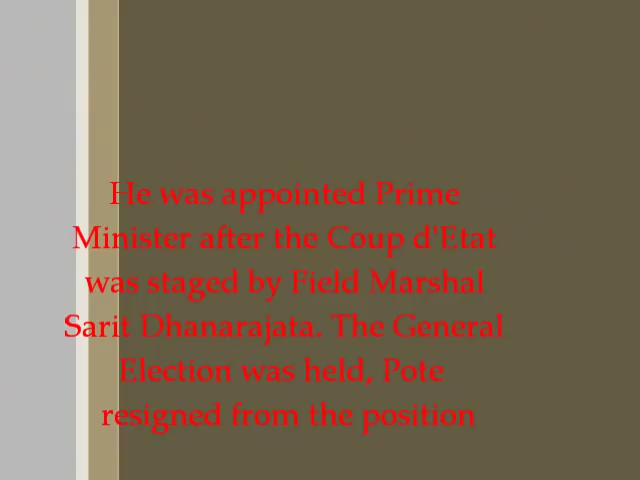 He was appointed Prime
Minister after the Coup d'Etat
was staged by Field Marshal
Sarit Dhanarajata. The General
Election was held, Pote
resigned from the position